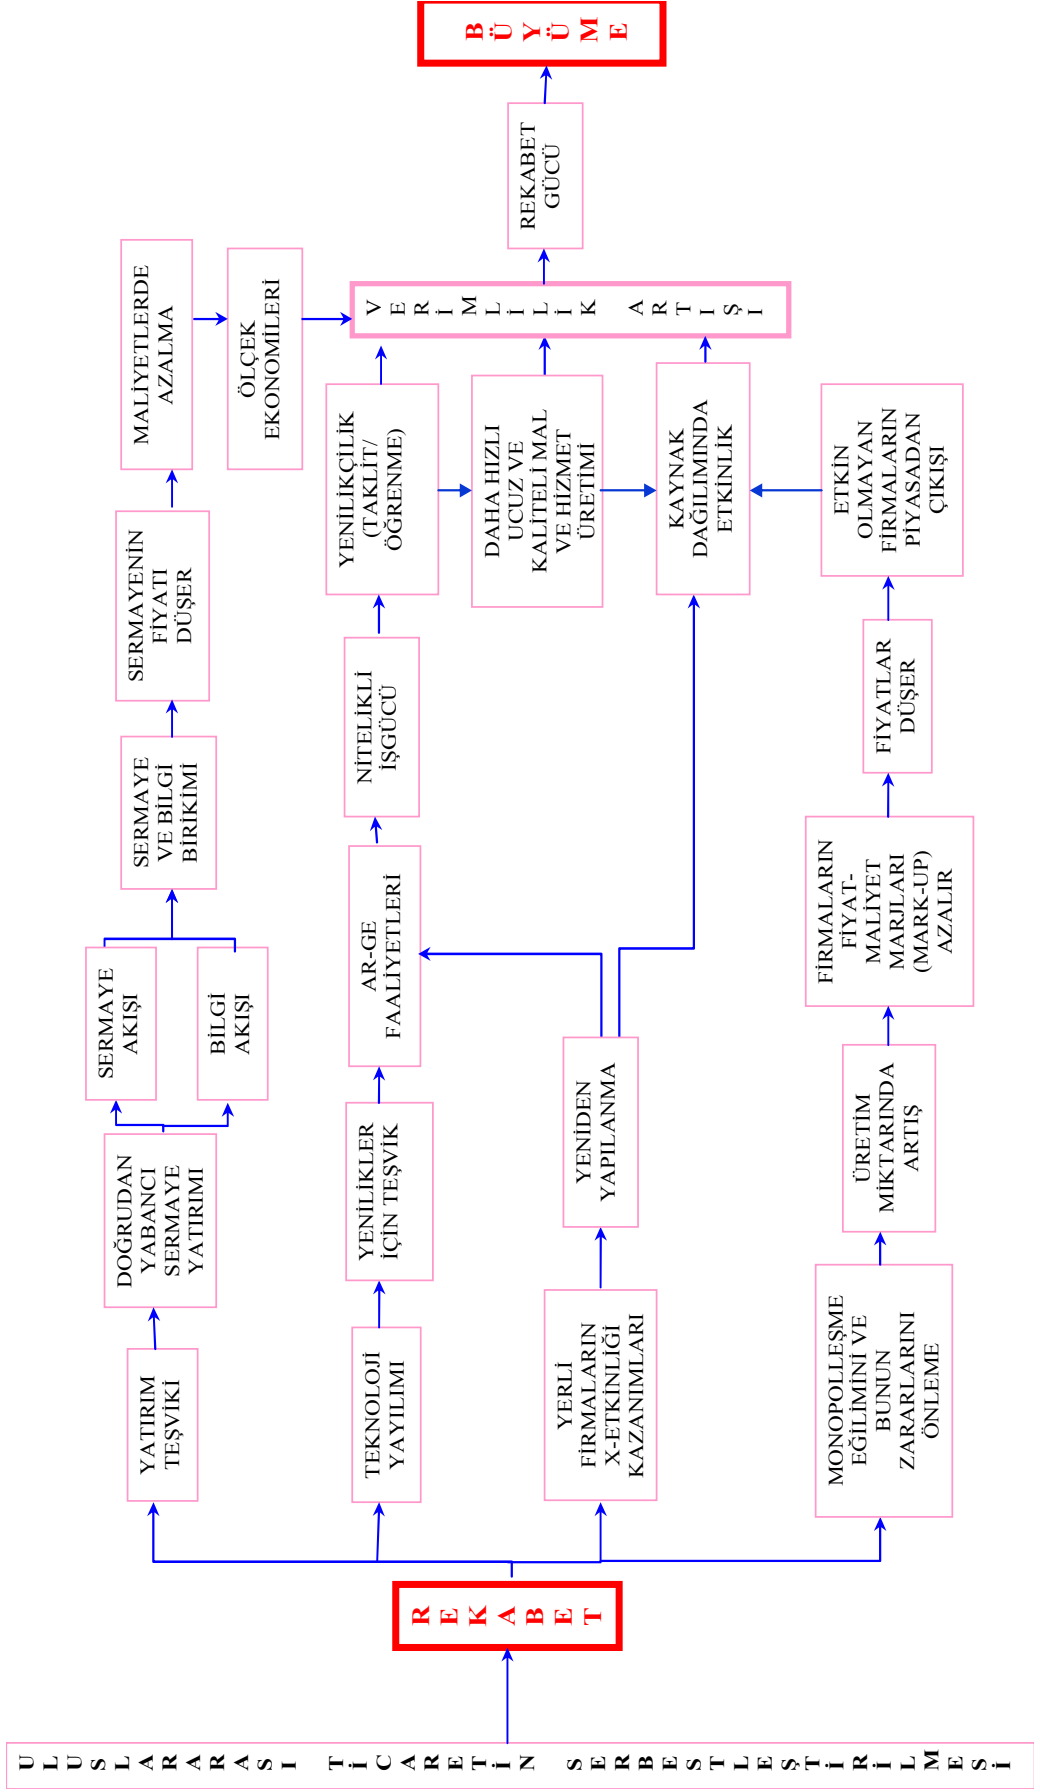 ULUSLARARASI TİCARETİN SERBESTLEŞTİRİLMESİ
REKABET
YATIRIM
TEŞVİKİ
DOĞRUDAN
YABANCI
SERMAYE
YATIRIMI
SERMAYE
AKIŞI
BİLGİ
AKIŞI
SERMAYE
VE BİLGİ
BİRİKİMİ
SERMAYENİN
FİYATI
DÜŞER
MALİYETLERDE
AZALMA
ÖLÇEK
EKONOMİLERİ
TEKNOLOJİ
YAYILIMI
YENİLİKLER
İÇİN TEŞVİK
AR-GE
FAALİYETLERİ
NİTELİKLİ
İŞGÜCÜ
YENİLİKÇİLİK
(TAKLİT/
ÖĞRENME)
DAHA HIZLI
UCUZ VE
KALİTELİ MAL
VE HİZMET
ÜRETİMİ
YERLİ
FİRMALARIN
X-ETKİNLİĞİ
KAZANIMLARI
YENİDEN
YAPILANMA
KAYNAK
DAĞILIMINDA
ETKİNLİK
MONOPOLLEŞME
EĞİLİMİNİ VE
BUNUN
ZARARLARINI
ÖNLEME
ÜRETİM
MİKTARINDA
ARTIŞ
FİRMALARIN
FİYAT-
MALİYET
MARJLARI
(MARK-UP)
AZALIR
FİYATLAR
DÜŞER
ETKİN
OLMAYAN
FİRMALARIN
PİYASADAN
ÇIKIŞI
VERİMLİLİK ARTIŞI
REKABET
GÜCÜ
BÜYÜME